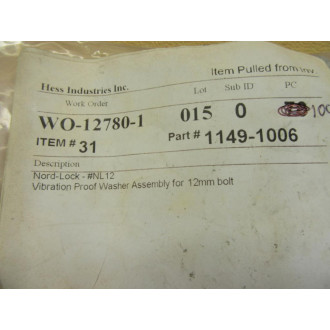 Item Pulled from
Hess Industries Inc.
Work Order Lot Sub ID PC
WO-12780-1 015 0 100
ITEM # 31 Part # 1149-1006
Description
Nord-Lock - #NL12
Vibration Proof Washer Assembly for 12mm bolt